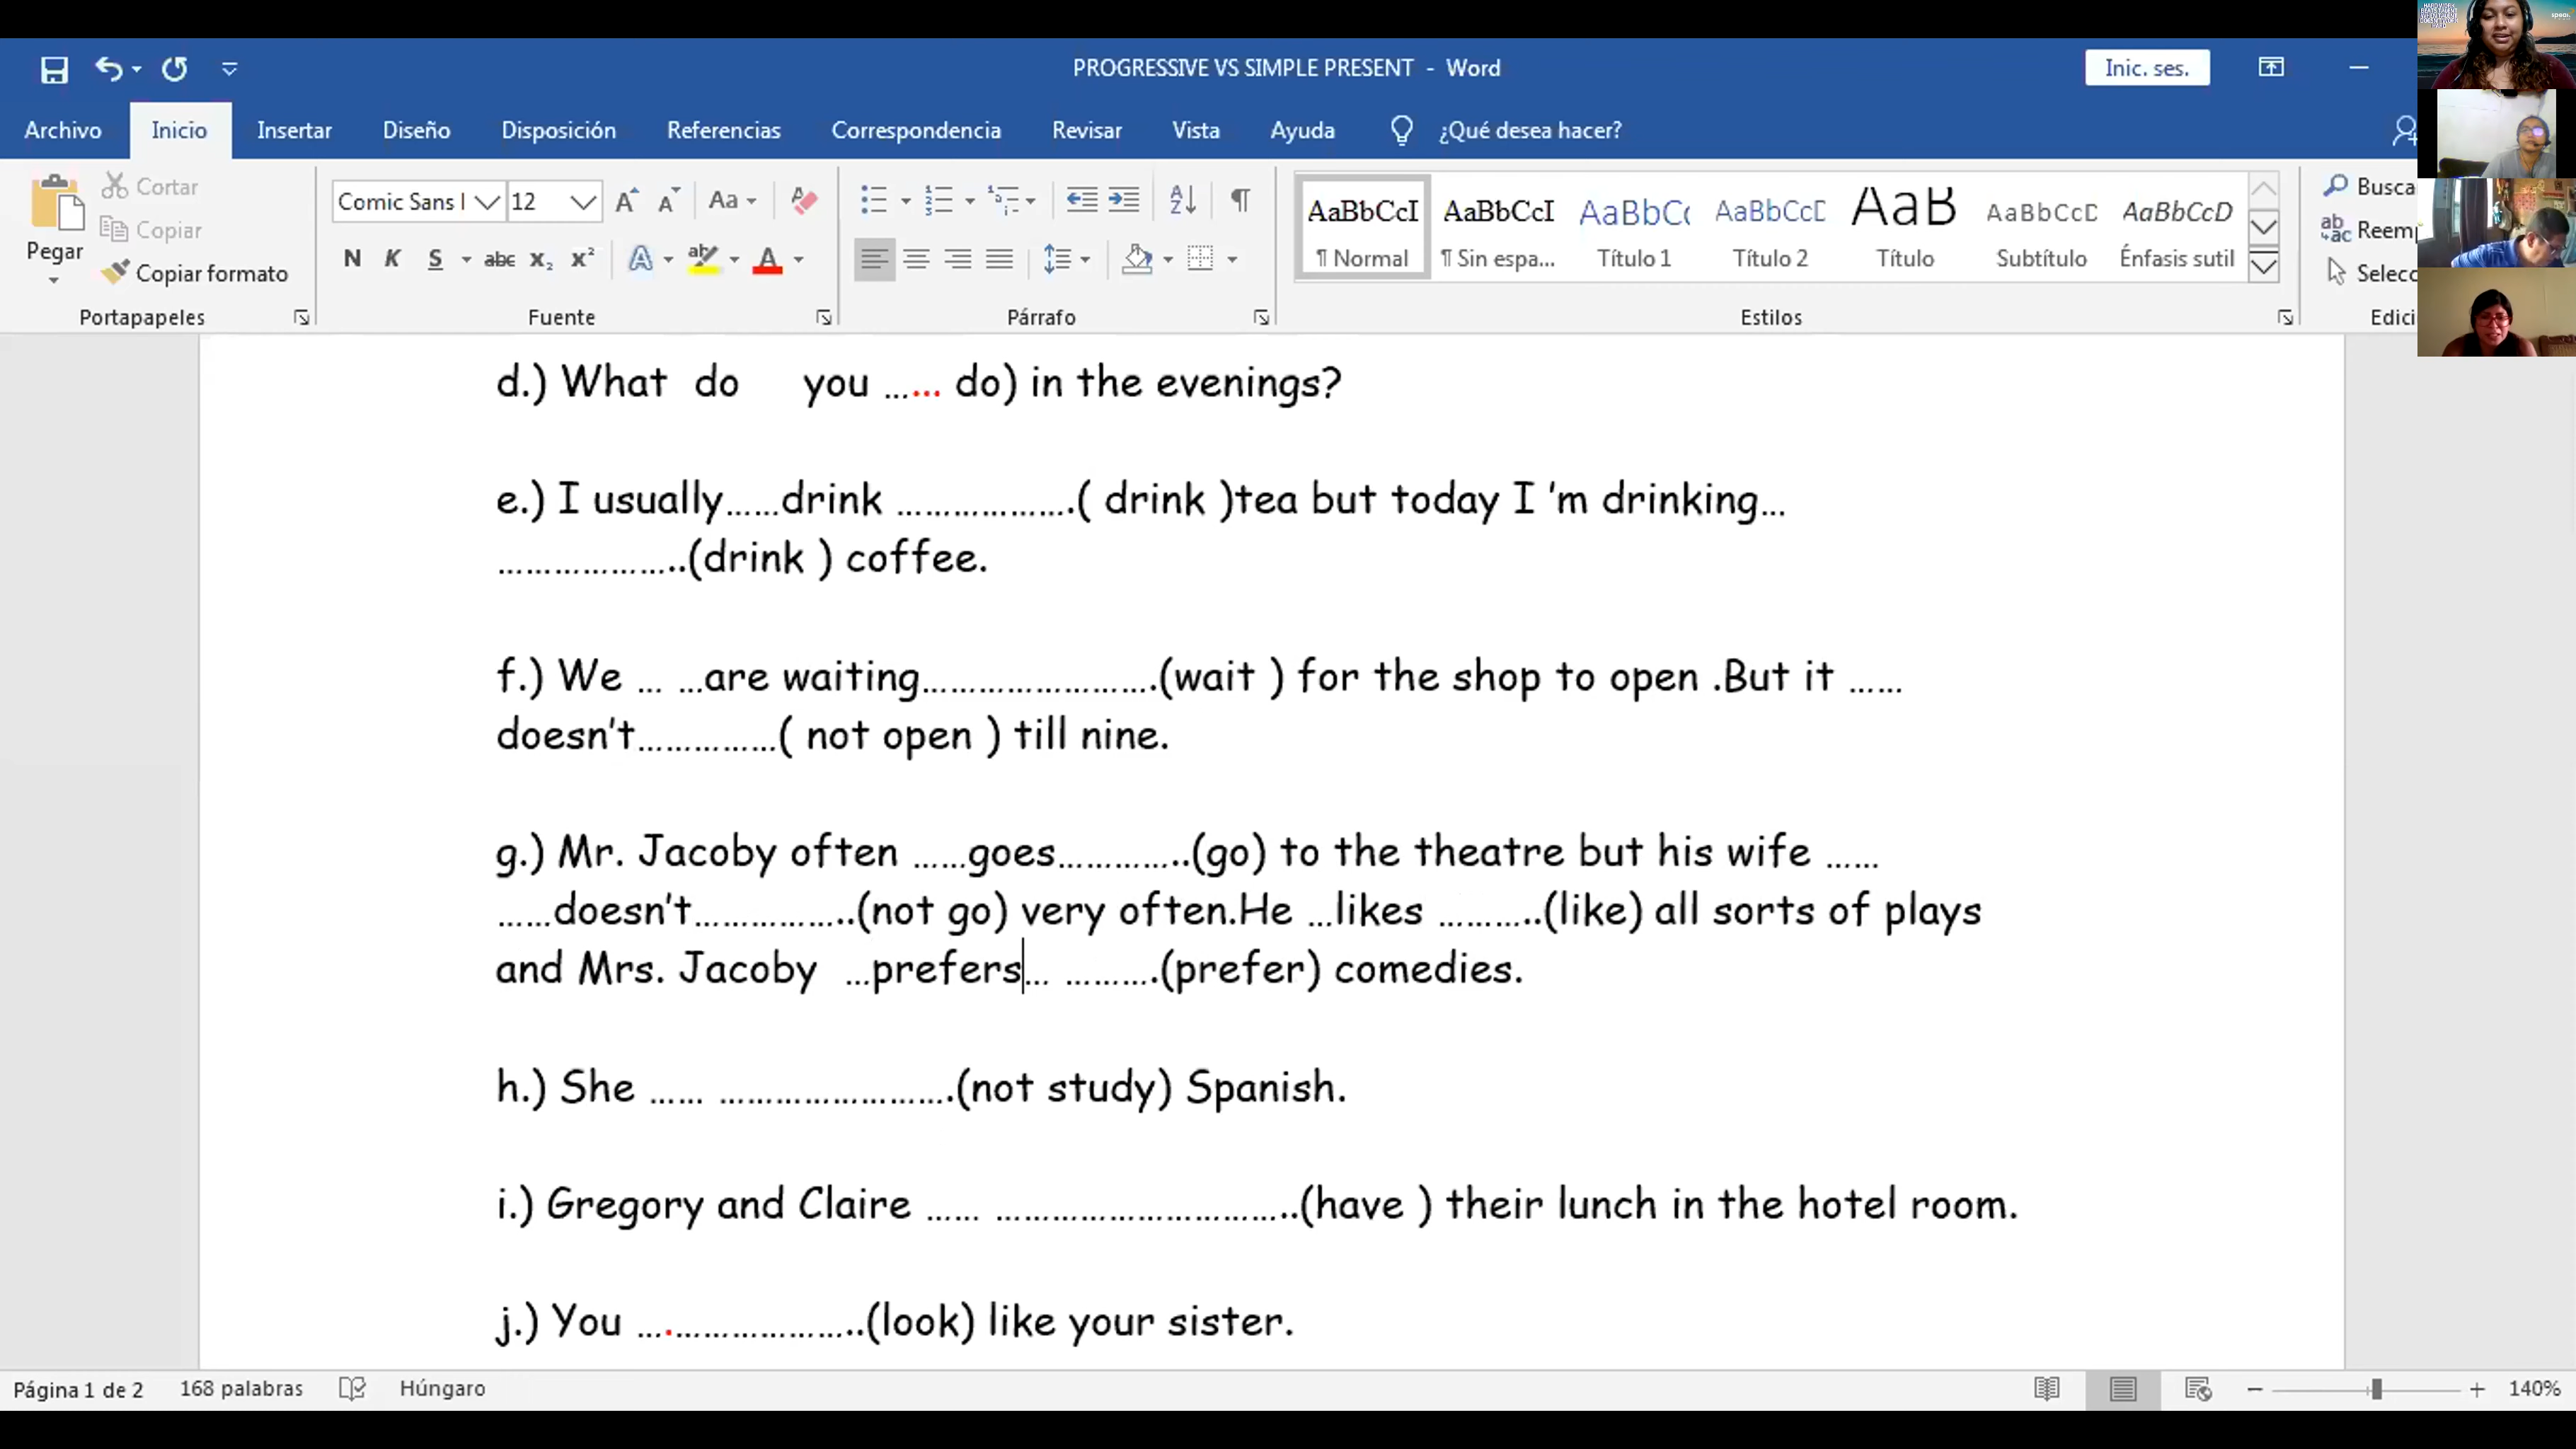 PROGRESSIVE VS SIMPLE PRESENT - Word
Inic. ses.
Archivo Inicio Insertar Diseño Disposición Referencias Correspondencia Revisar Vista Ayuda ¿Qué desea hacer?
Pegar
Cortar
Copiar
Copiar formato
Portapapeles
Comic Sans 12
Aa
N K S abc x₂ x²
Fuente
Párrafo
AaBbCcI AaBbCcI AaBbC AaBbCcD AaB AaBbCcD AaBbCcD
¶ Normal ¶ Sin espa... Título 1 Título 2 Título Subtítulo Énfasis sutil
Estilos
Busca
Reem
Selecc
Edici
d.) What do you …... do) in the evenings?
e.) I usually……drink ……………….( drink )tea but today I 'm drinking…
………………..(drink ) coffee.
f.) We … …are waiting…………………….(wait ) for the shop to open .But it ……
doesn't……………( not open ) till nine.
g.) Mr. Jacoby often ……goes…………..(go) to the theatre but his wife ……
……doesn't……………..(not go) very often.He …likes ………..(like) all sorts of plays
and Mrs. Jacoby …prefers… ……….(prefer) comedies.
h.) She …… …………………….(not study) Spanish.
i.) Gregory and Claire …… …………………………..(have ) their lunch in the hotel room.
j.) You ….………………..(look) like your sister.
Página 1 de 2 168 palabras Húngaro 140%